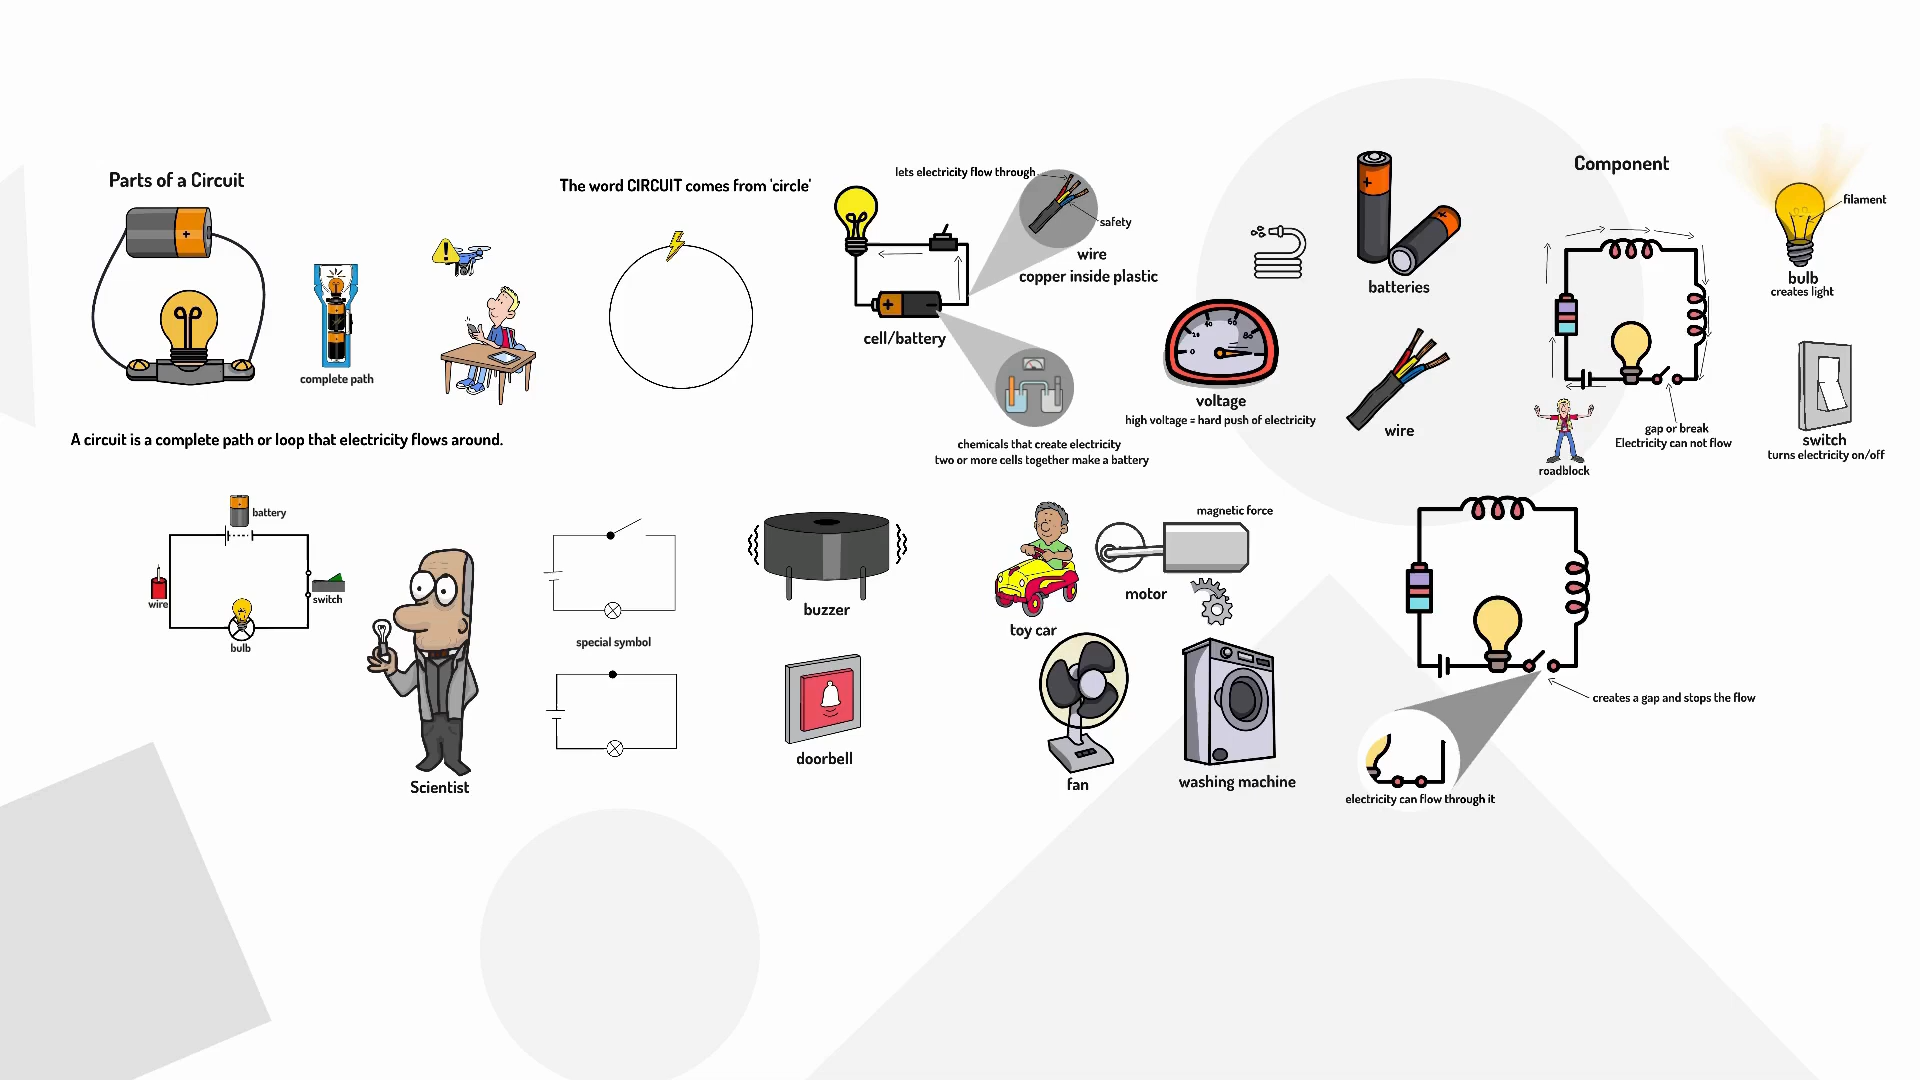 Parts of a Circuit
complete path
A circuit is a complete path or loop that electricity flows around.
The word CIRCUIT comes from 'circle'
lets electricity flow through
safety
wire
copper inside plastic
cell/battery
chemicals that create electricity
two or more cells together make a battery
20
40
60
80
0
voltage
high voltage = hard push of electricity
batteries
wire
Component
roadblock
gap or break
Electricity can not flow
filament
bulb
creates light
switch
turns electricity on/off
battery
wire
switch
bulb
Scientist
special symbol
buzzer
doorbell
toy car
magnetic force
motor
fan
washing machine
creates a gap and stops the flow
electricity can flow through it